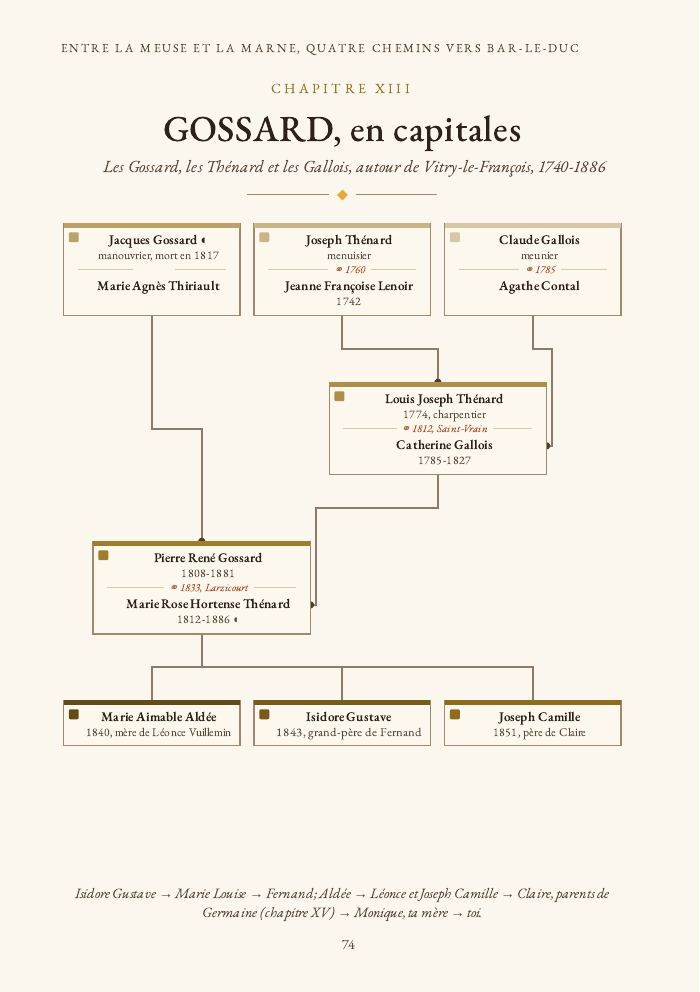 ENTRE LA MEUSE ET LA MARNE, QUATRE CHEMINS VERS BAR-LE-DUC
CHAPITRE XIII
GOSSARD, en capitales
Les Gossard, les Thénard et les Gallois, autour de Vitry-le-François, 1740-1886
Jacques Gossard
manouvrier, mort en 1817
Marie Agnès Thiriault
Joseph Thénard
menuisier
⚭ 1760
Jeanne Françoise Lenoir
1742
Claude Gallois
meunier
⚭ 1785
Agathe Contal
Louis Joseph Thénard
1774, charpentier
⚭ 1812, Saint-Vrain
Catherine Gallois
1785-1827
Pierre René Gossard
1808-1881
⚭ 1833, Larzicourt
Marie Rose Hortense Thénard
1812-1886
Marie Aimable Aldée
1840, mère de Léonce Vuillemin
Isidore Gustave
1843, grand-père de Fernand
Joseph Camille
1851, père de Claire
Isidore Gustave → Marie Louise → Fernand; Aldée → Léonce et Joseph Camille → Claire, parents de
Germaine (chapitre XV) → Monique, ta mère → toi.
74